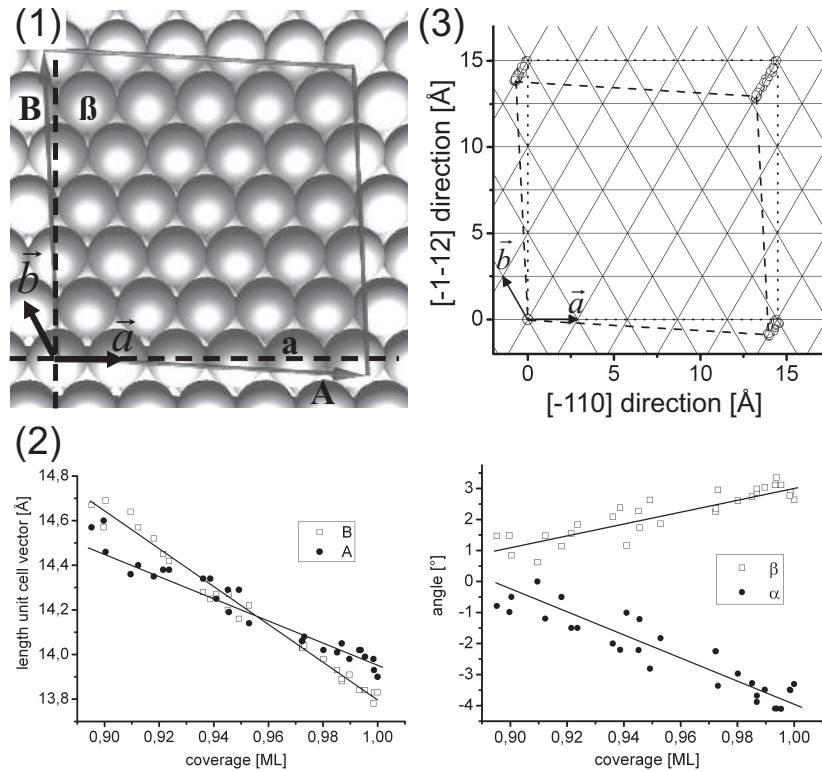 (1)
B ß
b
a
a
A
(3)
[-1-12] direction [Å]
15
10
5
0
b
a
0 5 10 15
[-110] direction [Å]
(2)
length unit cell vector [Å]
14,8
14,6
14,4
14,2
14,0
13,8
B
A
0,90 0,92 0,94 0,96 0,98 1,00
coverage [ML]
angle [°]
3
2
1
0
-1
-2
-3
-4
β
α
0,90 0,92 0,94 0,96 0,98 1,00
coverage [ML]